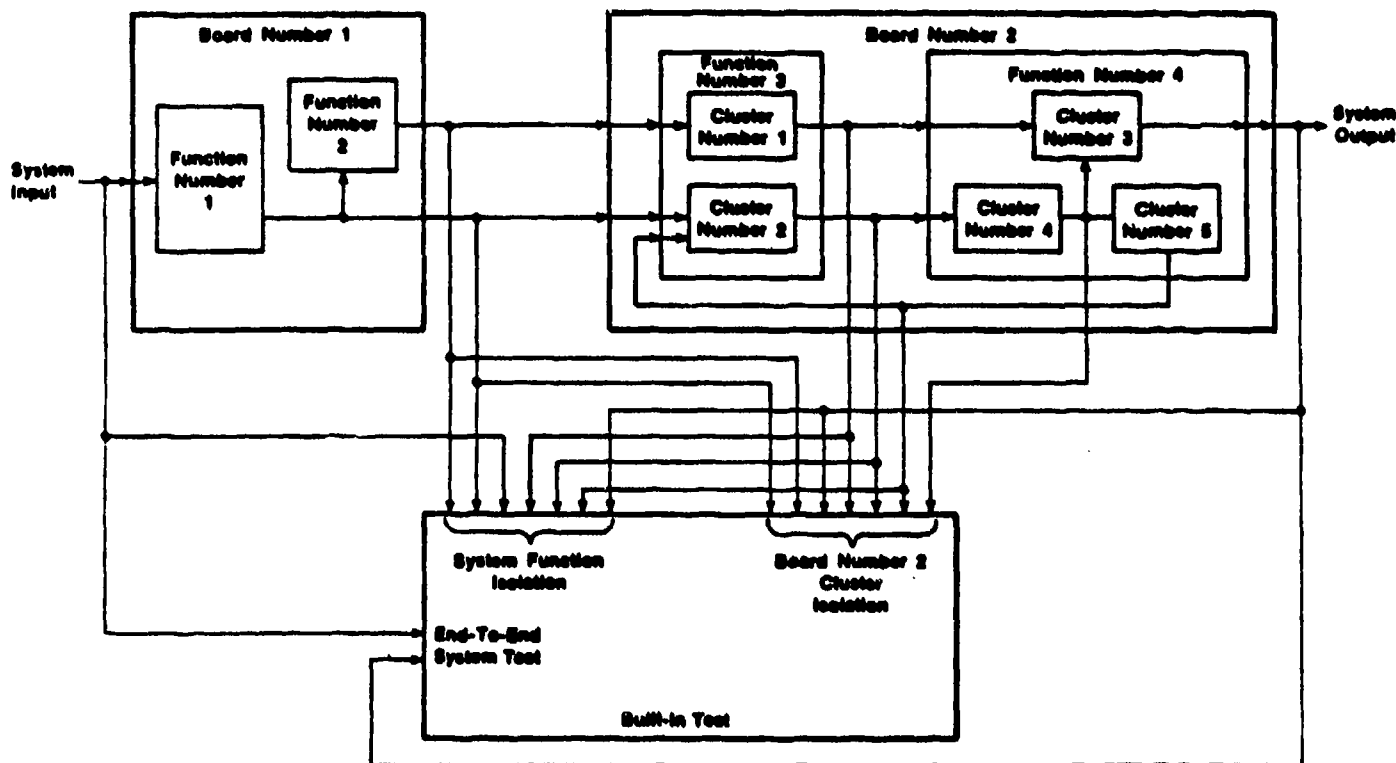 Board Number 1
Board Number 2
Function
Number 3
Function Number 4
Function
Number
2
Cluster
Number 1
Cluster
Number 3
System
Output
Function
Number
1
System
Input
Cluster
Number 2
Cluster
Number 4
Cluster
Number 5
System Function
Isolation
Board Number 2
Cluster
Isolation
End-To-End
System Test
Built-in Test